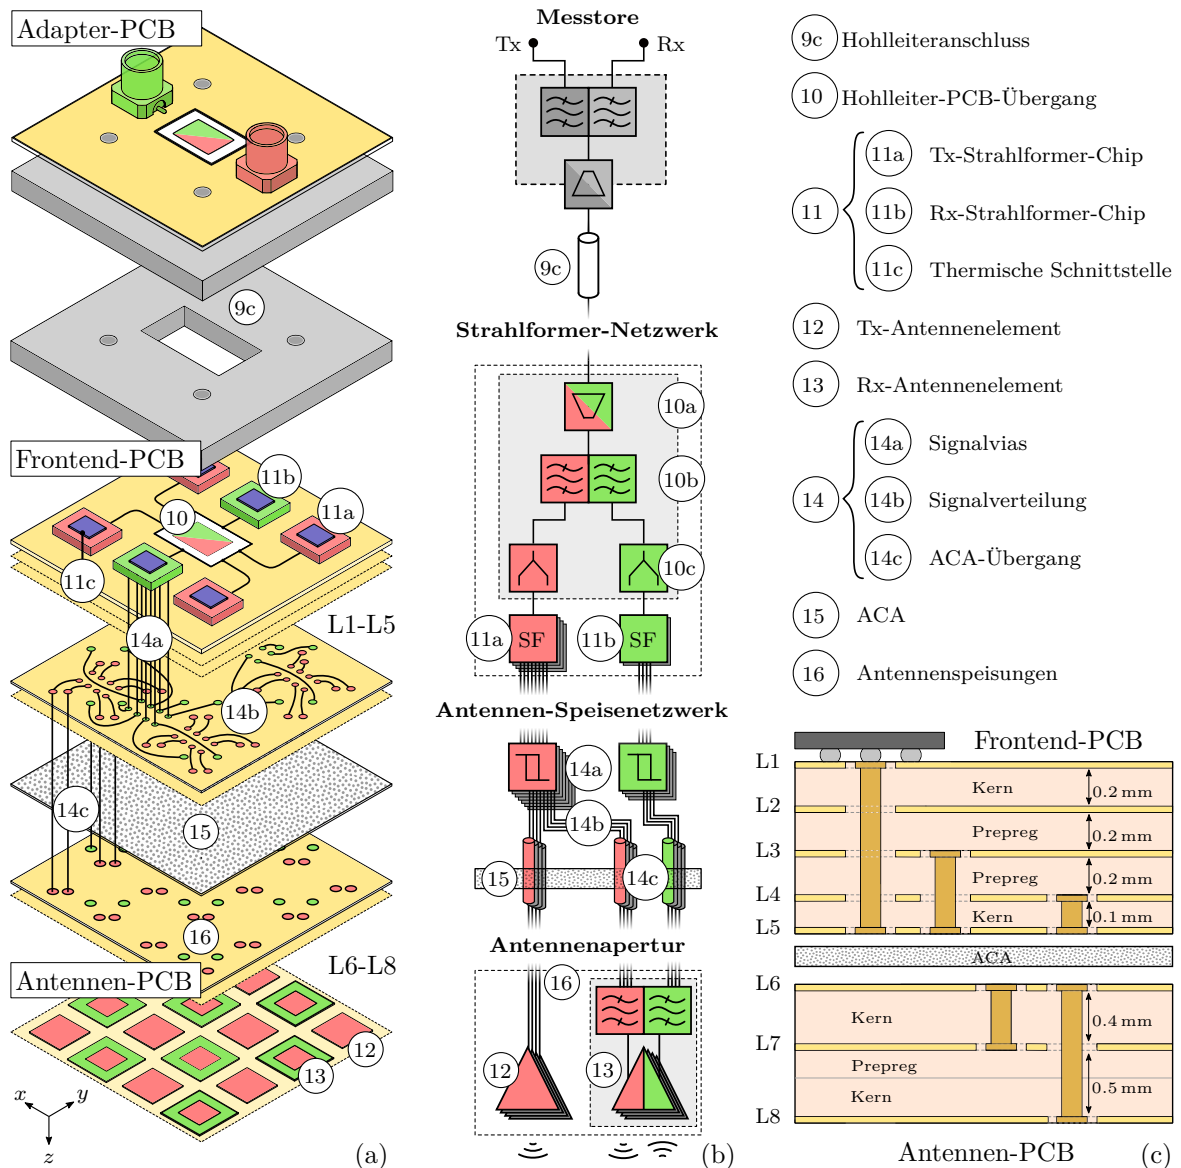 Adapter-PCB
9c
Frontend-PCB
11b
11a
10
11c
L1-L5
14a
14b
14c
15
16
L6-L8
Antennen-PCB
12
13
x
y
z
(a)
Messtore
Tx
Rx
9c
Strahlformer-Netzwerk
10a
10b
10c
11a
SF
11b
SF
Antennen-Speisenetzwerk
14a
14b
15
14c
Antennenapertur
16
12
13
(b)
9c Hohlleiteranschluss
10 Hohlleiter-PCB-Übergang
11a Tx-Strahlformer-Chip
11 11b Rx-Strahlformer-Chip
11c Thermische Schnittstelle
12 Tx-Antennenelement
13 Rx-Antennenelement
14a Signalvias
14 14b Signalverteilung
14c ACA-Übergang
15 ACA
16 Antennenspeisungen
Frontend-PCB
L1
Kern 0.2 mm
L2
Prepreg 0.2 mm
L3
Prepreg 0.2 mm
L4
Kern 0.1 mm
L5
ACA
L6
Kern 0.4 mm
L7
Prepreg
0.5 mm
Kern
L8
Antennen-PCB
(c)